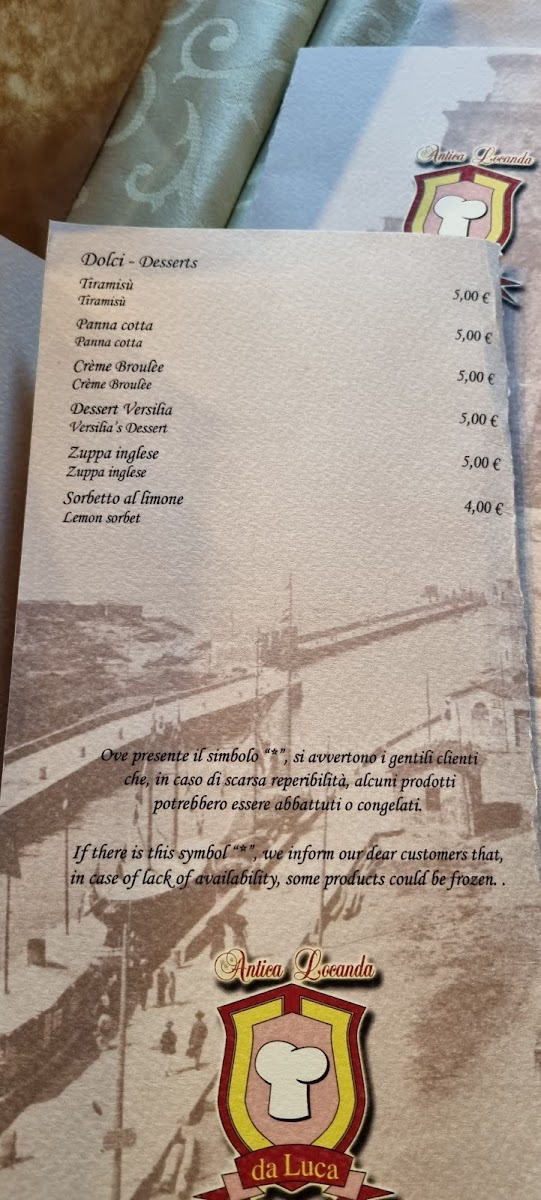 Antica Locanda
Dolci - Desserts
Tiramisù
Tiramisù
5,00 €
Panna cotta
Panna cotta
5,00 €
Crème Broulèe
Crème Broulèe
5,00 €
Dessert Versilia
Versilia's Dessert
5,00 €
Zuppa inglese
Zuppa inglese
5,00 €
Sorbetto al limone
Lemon sorbet
4,00 €
Ove presente il simbolo "*", si avvertono i gentili clienti
che, in caso di scarsa reperibilità, alcuni prodotti
potrebbero essere abbattuti o congelati.
If there is this symbol "*", we inform our dear customers that,
in case of lack of availability, some products could be frozen. .
Antica Locanda
da Luca